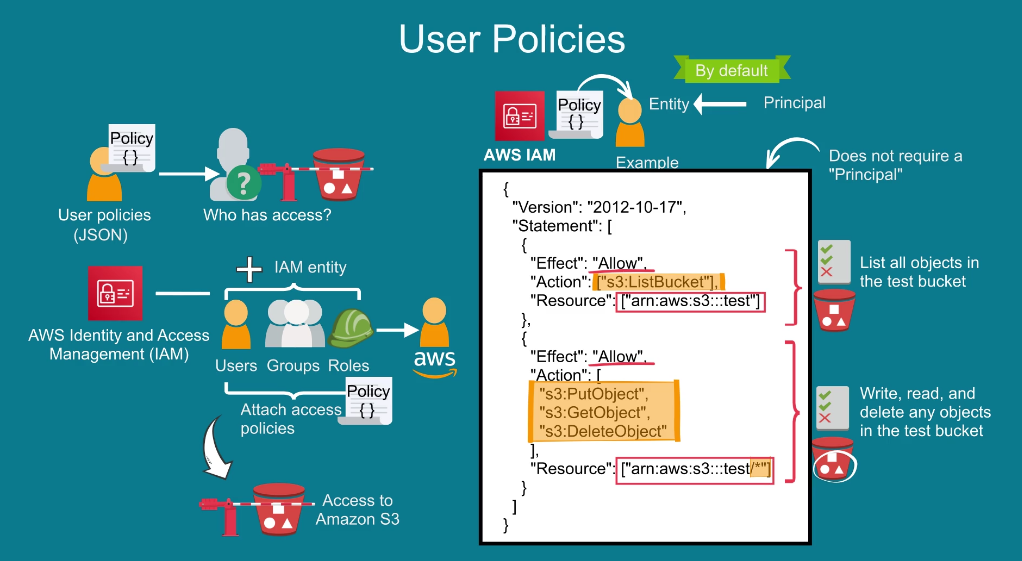 User Policies
By default
Policy
{ }
Entity
Principal
AWS IAM
Example
Does not require a
"Principal"
Policy
{ }
?
User policies
(JSON)
Who has access?
IAM entity
AWS Identity and Access
Management (IAM)
Users
Groups
Roles
aws
Attach access
policies
Policy
{ }
Access to
Amazon S3
{
"Version": "2012-10-17",
"Statement": [
{
"Effect": "Allow",
"Action": ["s3:ListBucket"],
"Resource": ["arn:aws:s3:::test"]
},
{
"Effect": "Allow",
"Action": [
"s3:PutObject",
"s3:GetObject",
"s3:DeleteObject"
],
"Resource": ["arn:aws:s3:::test/*"]
}
]
}
List all objects in
the test bucket
Write, read, and
delete any objects
in the test bucket